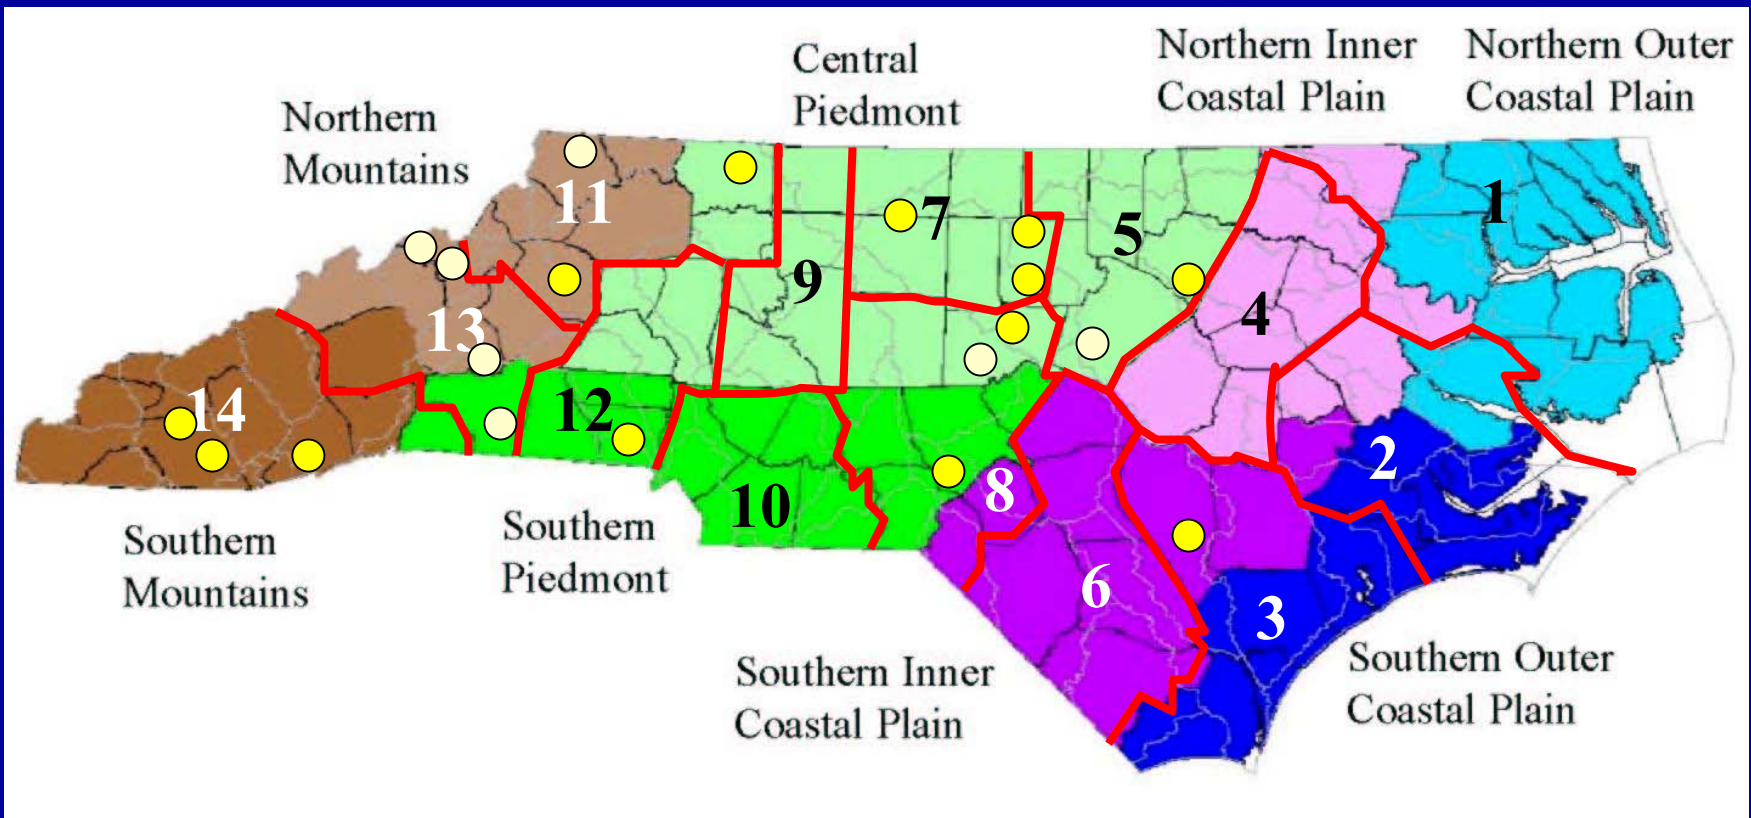 Northern Inner
Coastal Plain
Northern Outer
Coastal Plain
Central
Piedmont
Northern
Mountains
11
7
5
1
9
4
13
14
12
2
10
8
6
3
Southern
Mountains
Southern
Piedmont
Southern Inner
Coastal Plain
Southern Outer
Coastal Plain